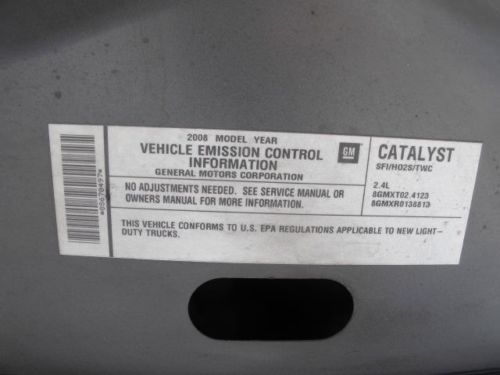 2008 MODEL YEAR
VEHICLE EMISSION CONTROL
INFORMATION
GENERAL MOTORS CORPORATION
GM
CATALYST
SFI/HO2S/TWC
NO ADJUSTMENTS NEEDED. SEE SERVICE MANUAL OR
OWNERS MANUAL FOR MORE INFORMATION.
2.4L
8GMXT02.4123
8GMXR0136813
THIS VEHICLE CONFORMS TO U.S. EPA REGULATIONS APPLICABLE TO NEW LIGHT-
DUTY TRUCKS.